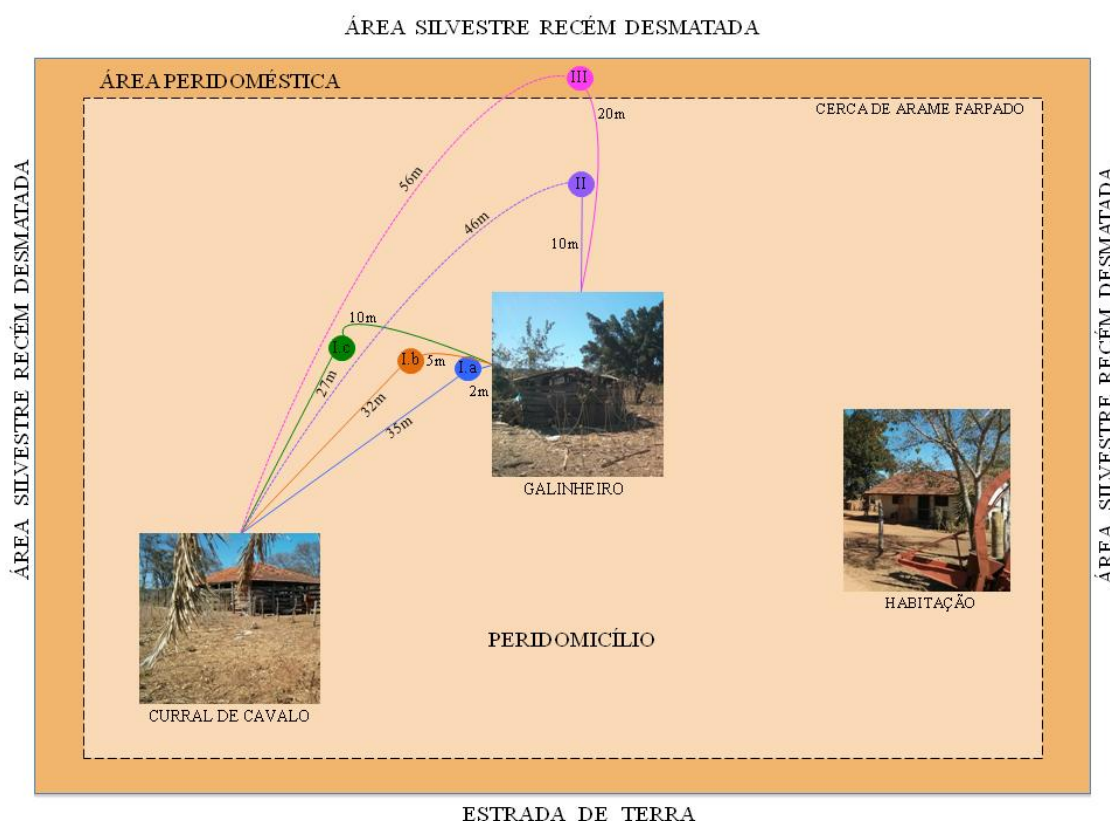 ÁREA SILVESTRE RECÉM DESMATADA
ÁREA PERIDOMÉSTICA
III
CERCA DE ARAME FARPADO
20m
56m
II
46m
10m
10m
I.c
I.b
5m
I.a
2m
27m
32m
35m
GALINHEIRO
HABITAÇÃO
PERIDOMICÍLIO
CURRAL DE CAVALO
ÁREA SILVESTRE RECÉM DESMATADA
ÁREA SILVESTRE RECÉM DESMATADA
ESTRADA DE TERRA